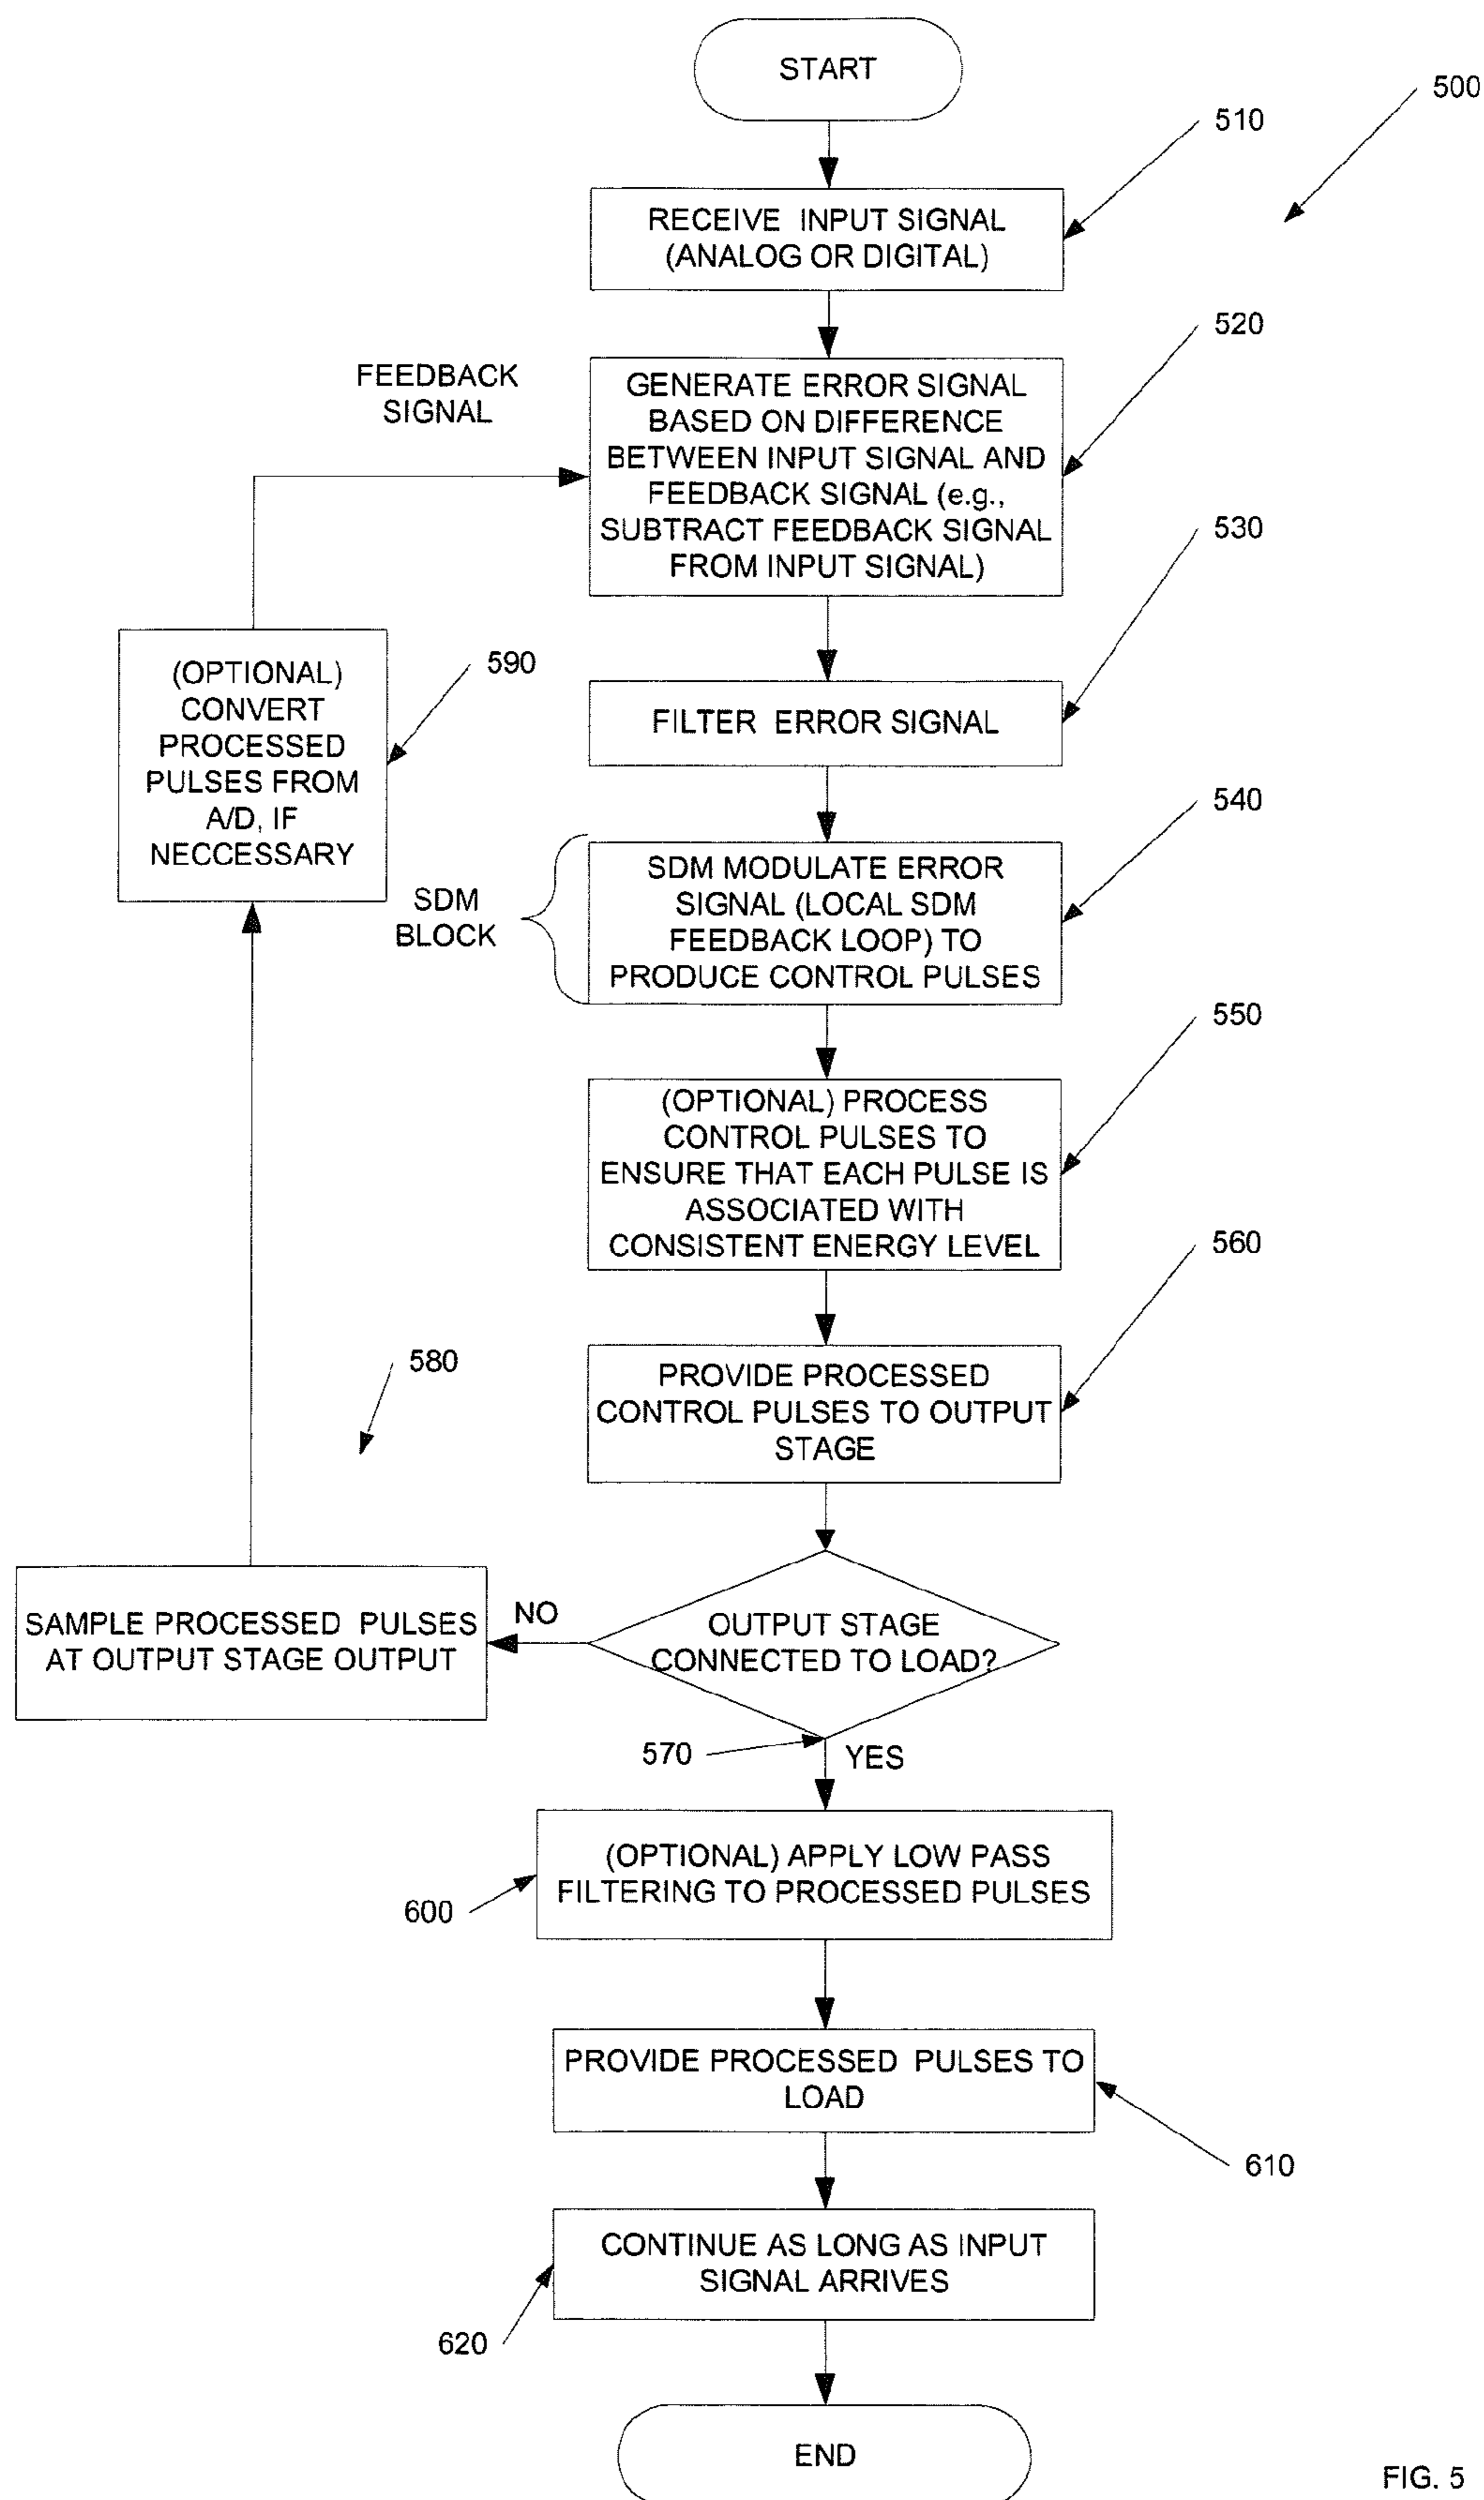 START
500
510
RECEIVE INPUT SIGNAL
(ANALOG OR DIGITAL)
520
FEEDBACK
SIGNAL
GENERATE ERROR SIGNAL
BASED ON DIFFERENCE
BETWEEN INPUT SIGNAL AND
FEEDBACK SIGNAL (e.g.,
SUBTRACT FEEDBACK SIGNAL
FROM INPUT SIGNAL)
530
590
(OPTIONAL)
CONVERT
PROCESSED
PULSES FROM
A/D, IF
NECCESSARY
FILTER ERROR SIGNAL
540
SDM
BLOCK
SDM MODULATE ERROR
SIGNAL (LOCAL SDM
FEEDBACK LOOP) TO
PRODUCE CONTROL PULSES
550
(OPTIONAL) PROCESS
CONTROL PULSES TO
ENSURE THAT EACH PULSE IS
ASSOCIATED WITH
CONSISTENT ENERGY LEVEL
560
PROVIDE PROCESSED
CONTROL PULSES TO OUTPUT
STAGE
580
SAMPLE PROCESSED PULSES
AT OUTPUT STAGE OUTPUT
NO
OUTPUT STAGE
CONNECTED TO LOAD?
570
YES
(OPTIONAL) APPLY LOW PASS
FILTERING TO PROCESSED PULSES
600
PROVIDE PROCESSED PULSES TO
LOAD
610
CONTINUE AS LONG AS INPUT
SIGNAL ARRIVES
620
END
FIG. 5